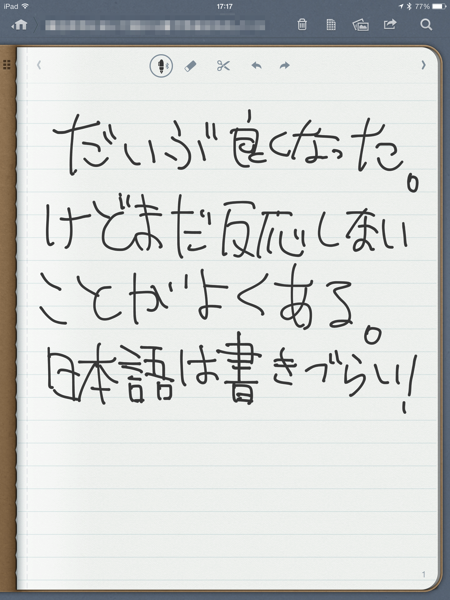 iPad 17:17 77%
だいぶ良くなった。
けどまだ反応しない
ことがよくある。
日本語は書きづらい!
1